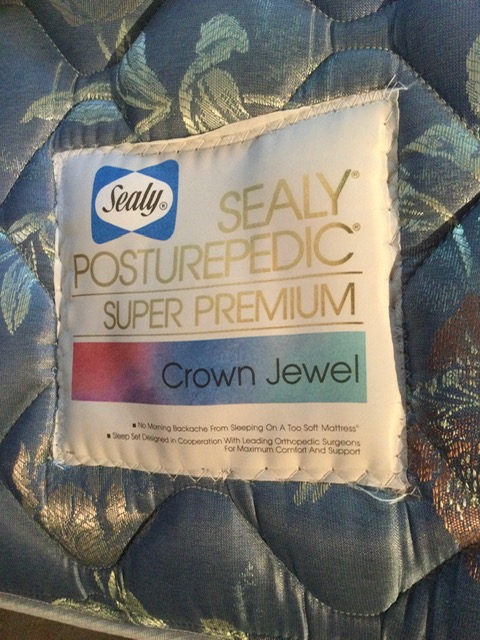 Sealy®
SEALY®
POSTUREPEDIC®
SUPER PREMIUM
Crown Jewel
■ No Morning Backache From Sleeping On A Too Soft Mattress®
■ Sleep Set Designed in Cooperation With Leading Orthopedic Surgeons
For Maximum Comfort And Support